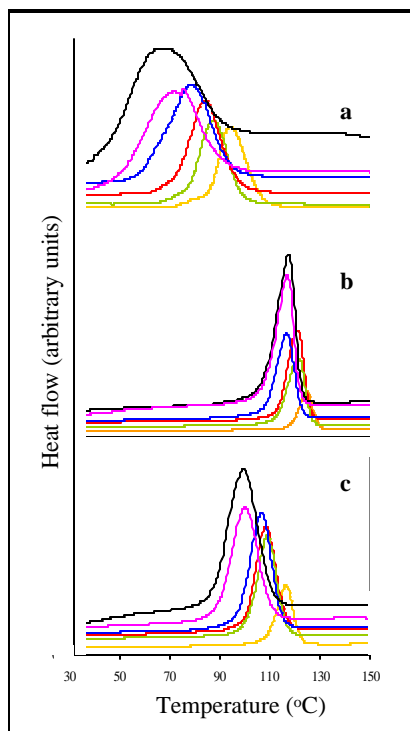 a
b
c
Heat flow (arbitrary units)
30 50 70 90 110 130 150
Temperature (°C)